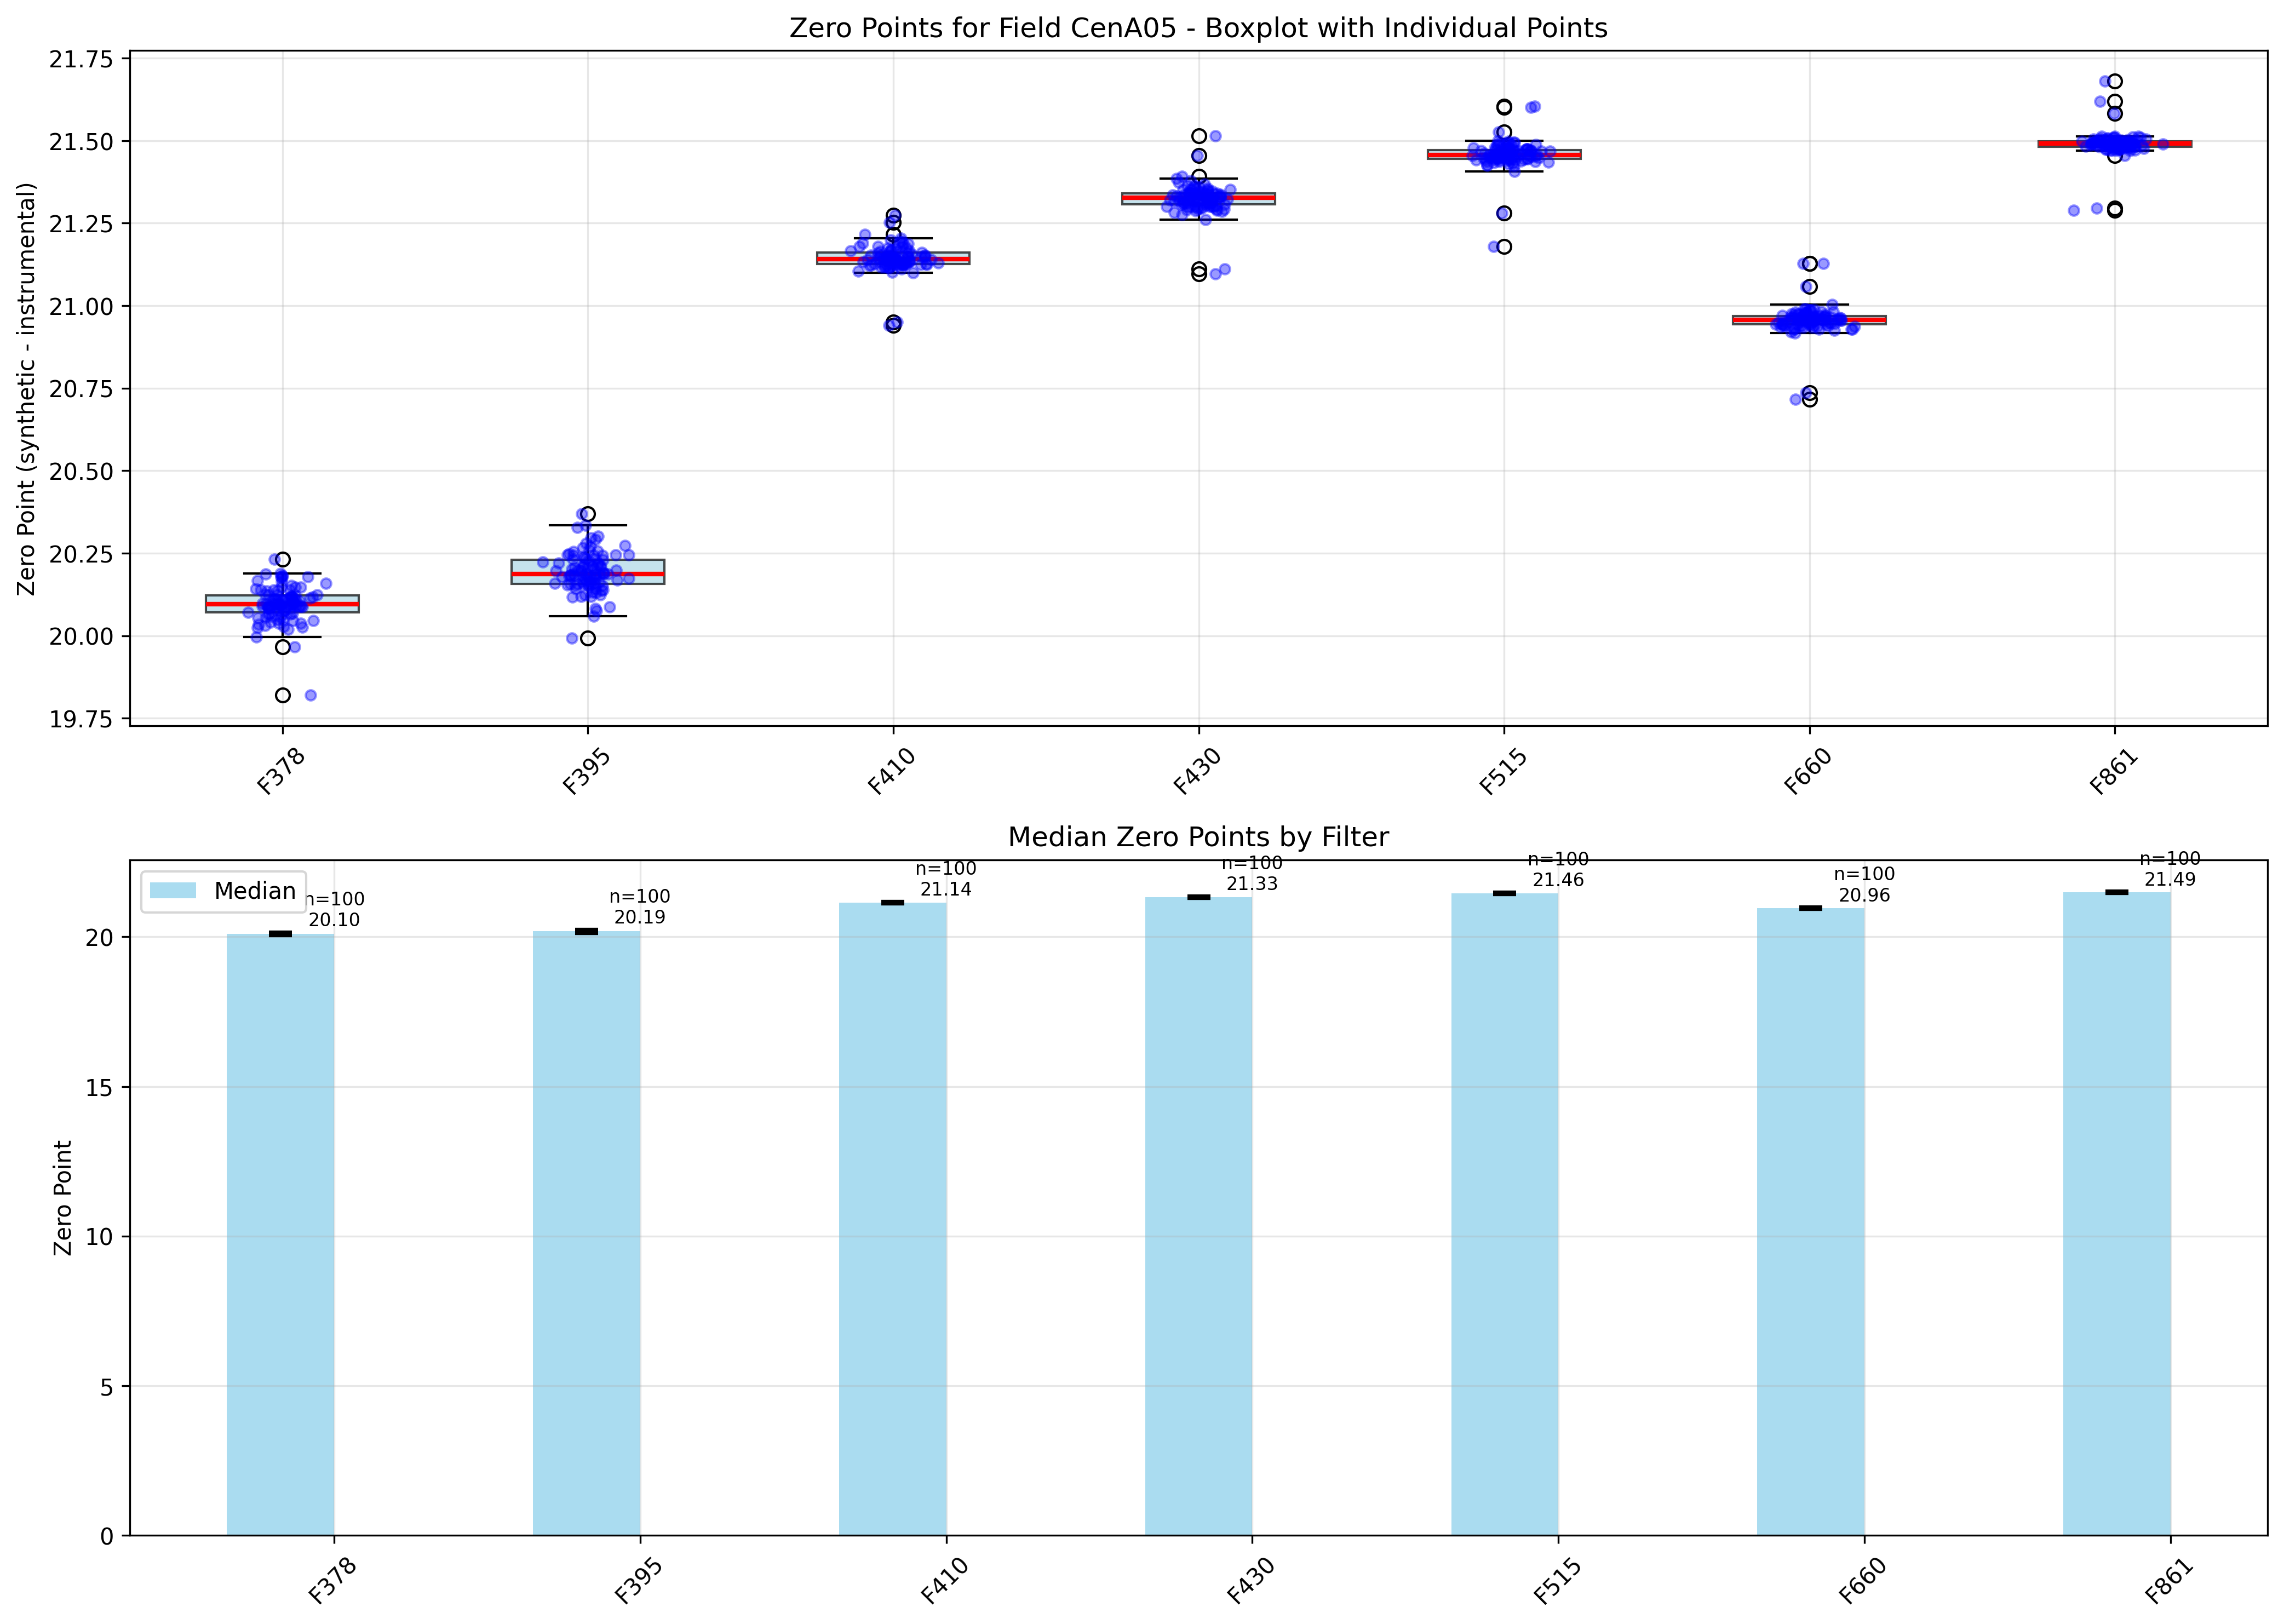 Zero Points for Field CenA05 - Boxplot with Individual Points
Zero Point (synthetic - instrumental)
21.75
21.50
21.25
21.00
20.75
20.50
20.25
20.00
19.75
F378
F395
F410
F430
F515
F660
F861
Median Zero Points by Filter
Zero Point
20
15
10
5
0
Median
n=100
20.10
n=100
20.19
n=100
21.14
n=100
21.33
n=100
21.46
n=100
20.96
n=100
21.49
F378
F395
F410
F430
F515
F660
F861